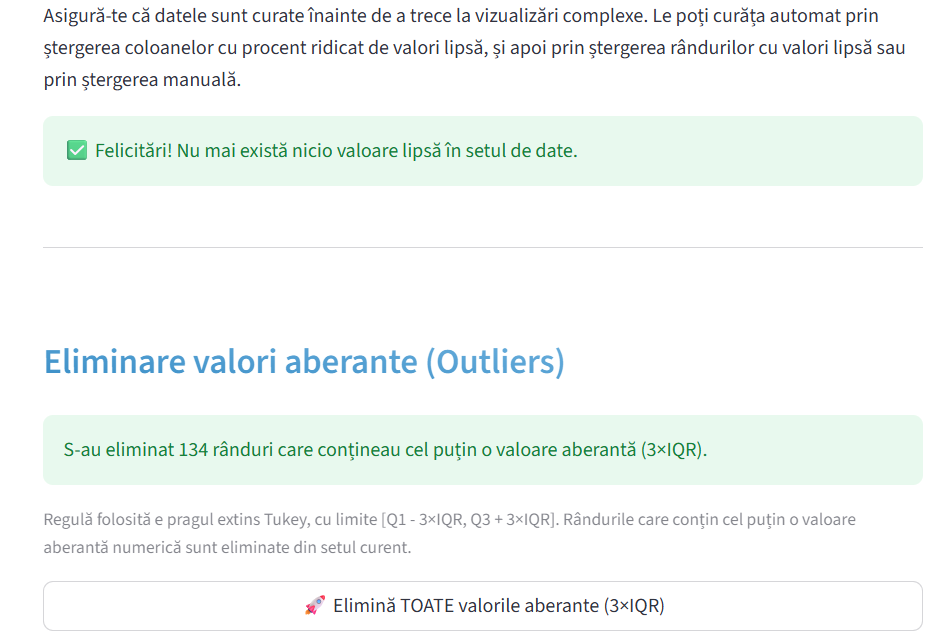 Asigură-te că datele sunt curate înainte de a trece la vizualizări complexe. Le poți curăța automat prin
ștergerea coloanelor cu procent ridicat de valori lipsă, și apoi prin ștergerea rândurilor cu valori lipsă sau
prin ștergerea manuală.
✅ Felicitări! Nu mai există nicio valoare lipsă în setul de date.
Eliminare valori aberante (Outliers)
S-au eliminat 134 rânduri care conțineau cel puțin o valoare aberantă (3×IQR).
Regulă folosită e pragul extins Tukey, cu limite [Q1 - 3×IQR, Q3 + 3×IQR]. Rândurile care conțin cel puțin o valoare
aberantă numerică sunt eliminate din setul curent.
🚀 Elimină TOATE valorile aberante (3×IQR)